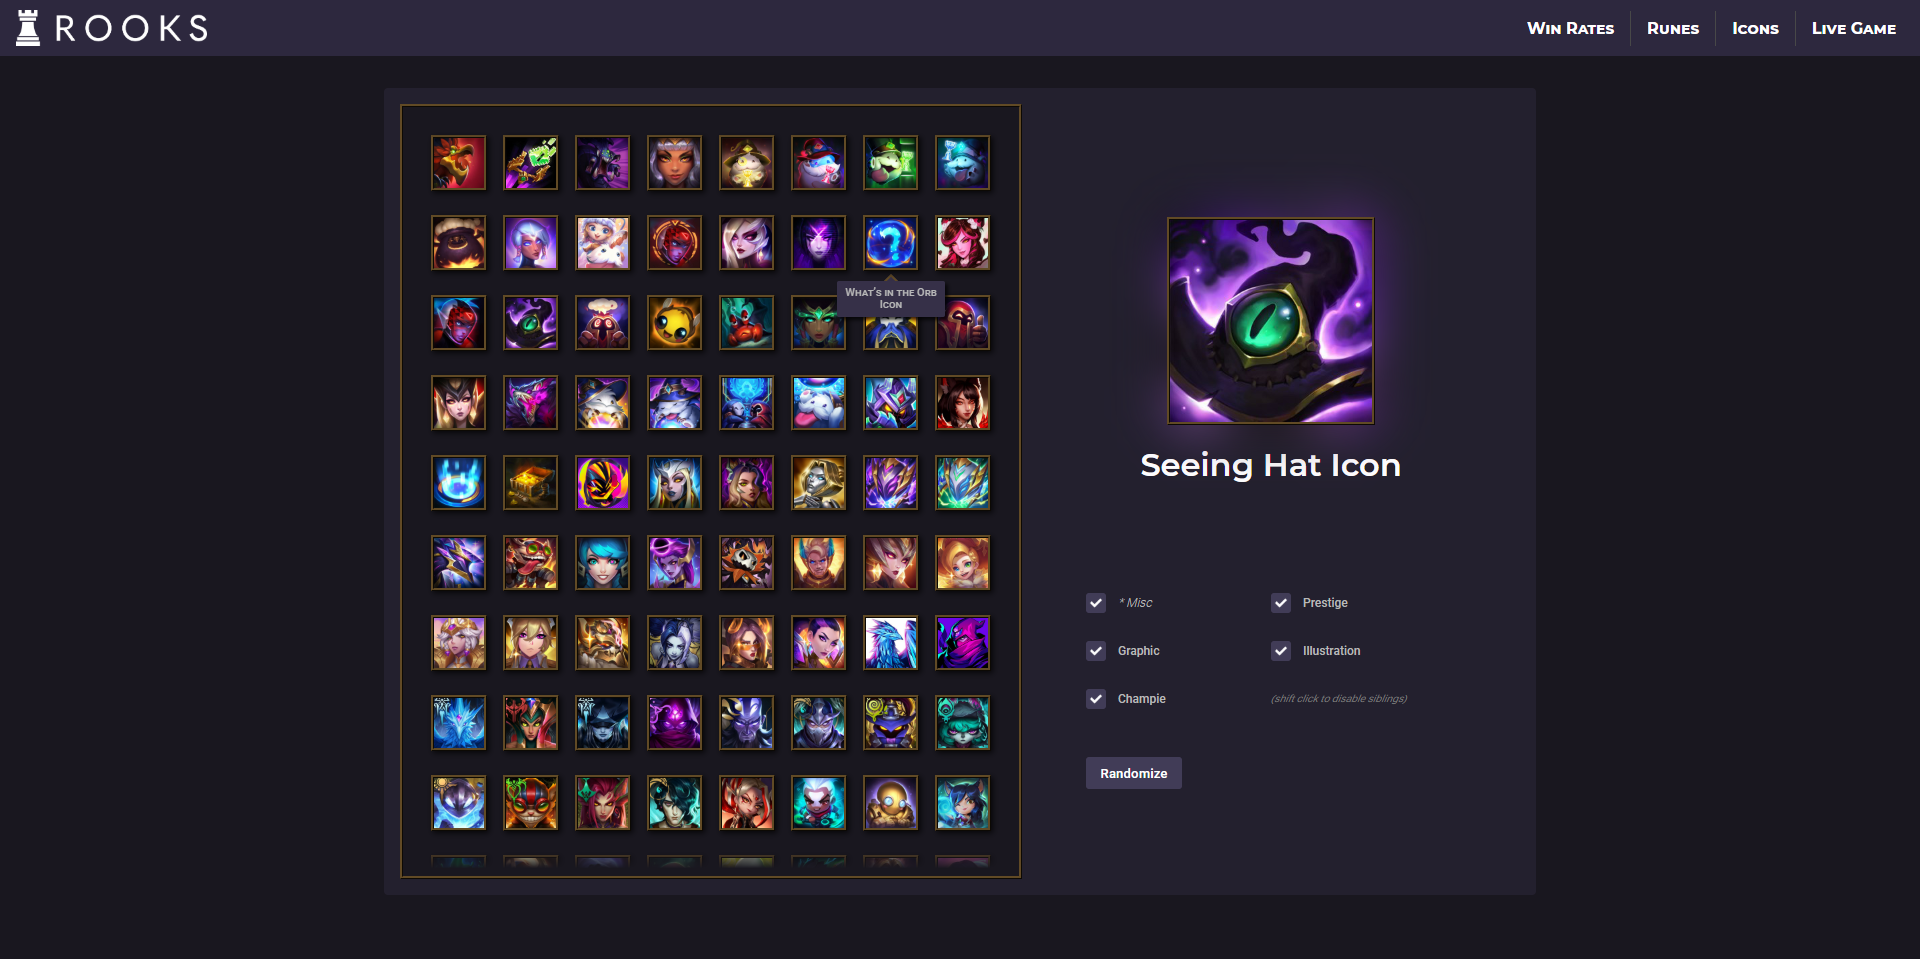 ROOKS
Win Rates
Runes
Icons
Live Game
What's in the Orb
Icon
Seeing Hat Icon
* Misc
Prestige
Graphic
Illustration
Champie
(shift click to disable siblings)
Randomize